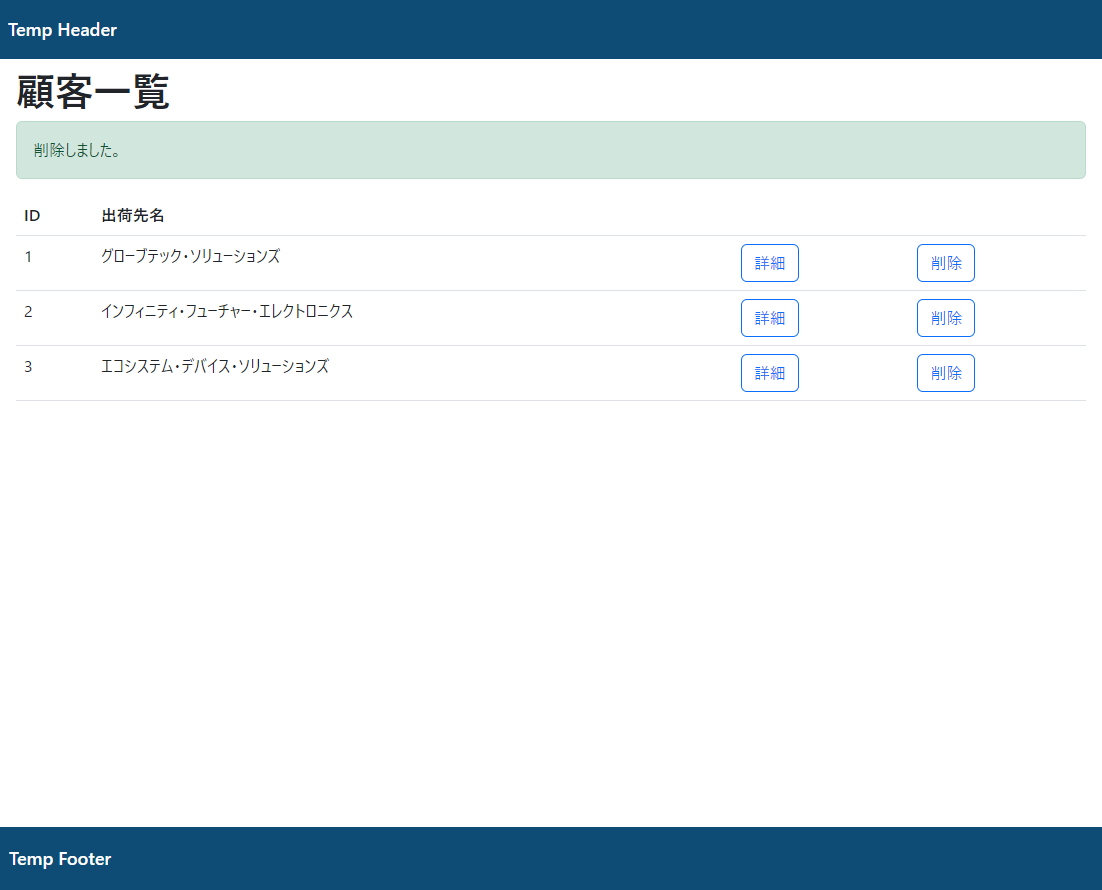 Temp Header
顧客一覧
削除しました。
ID 出荷先名
1 グローブテック・ソリューションズ 詳細 削除
2 インフィニティ・フューチャー・エレクトロニクス 詳細 削除
3 エコシステム・デバイス・ソリューションズ 詳細 削除
Temp Footer